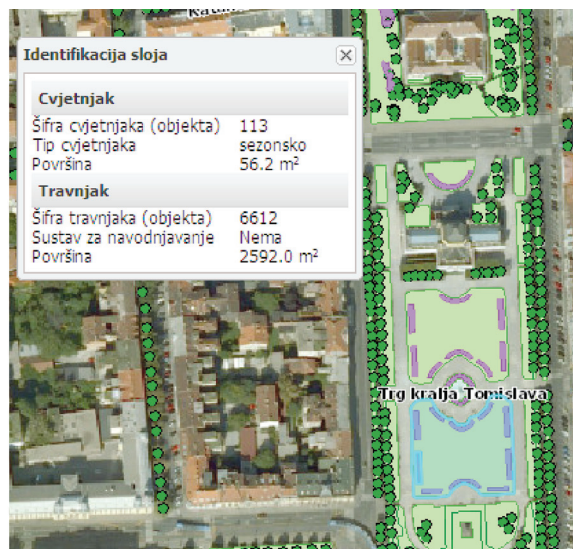 Identifikacija sloja
Cvjetnjak
Šifra cvjetnjaka (objekta) 113
Tip cvjetnjaka sezonsko
Površina 56.2 m²
Travnjak
Šifra travnjaka (objekta) 6612
Sustav za navodnjavanje Nema
Površina 2592.0 m²
Trg kralja Tomislava